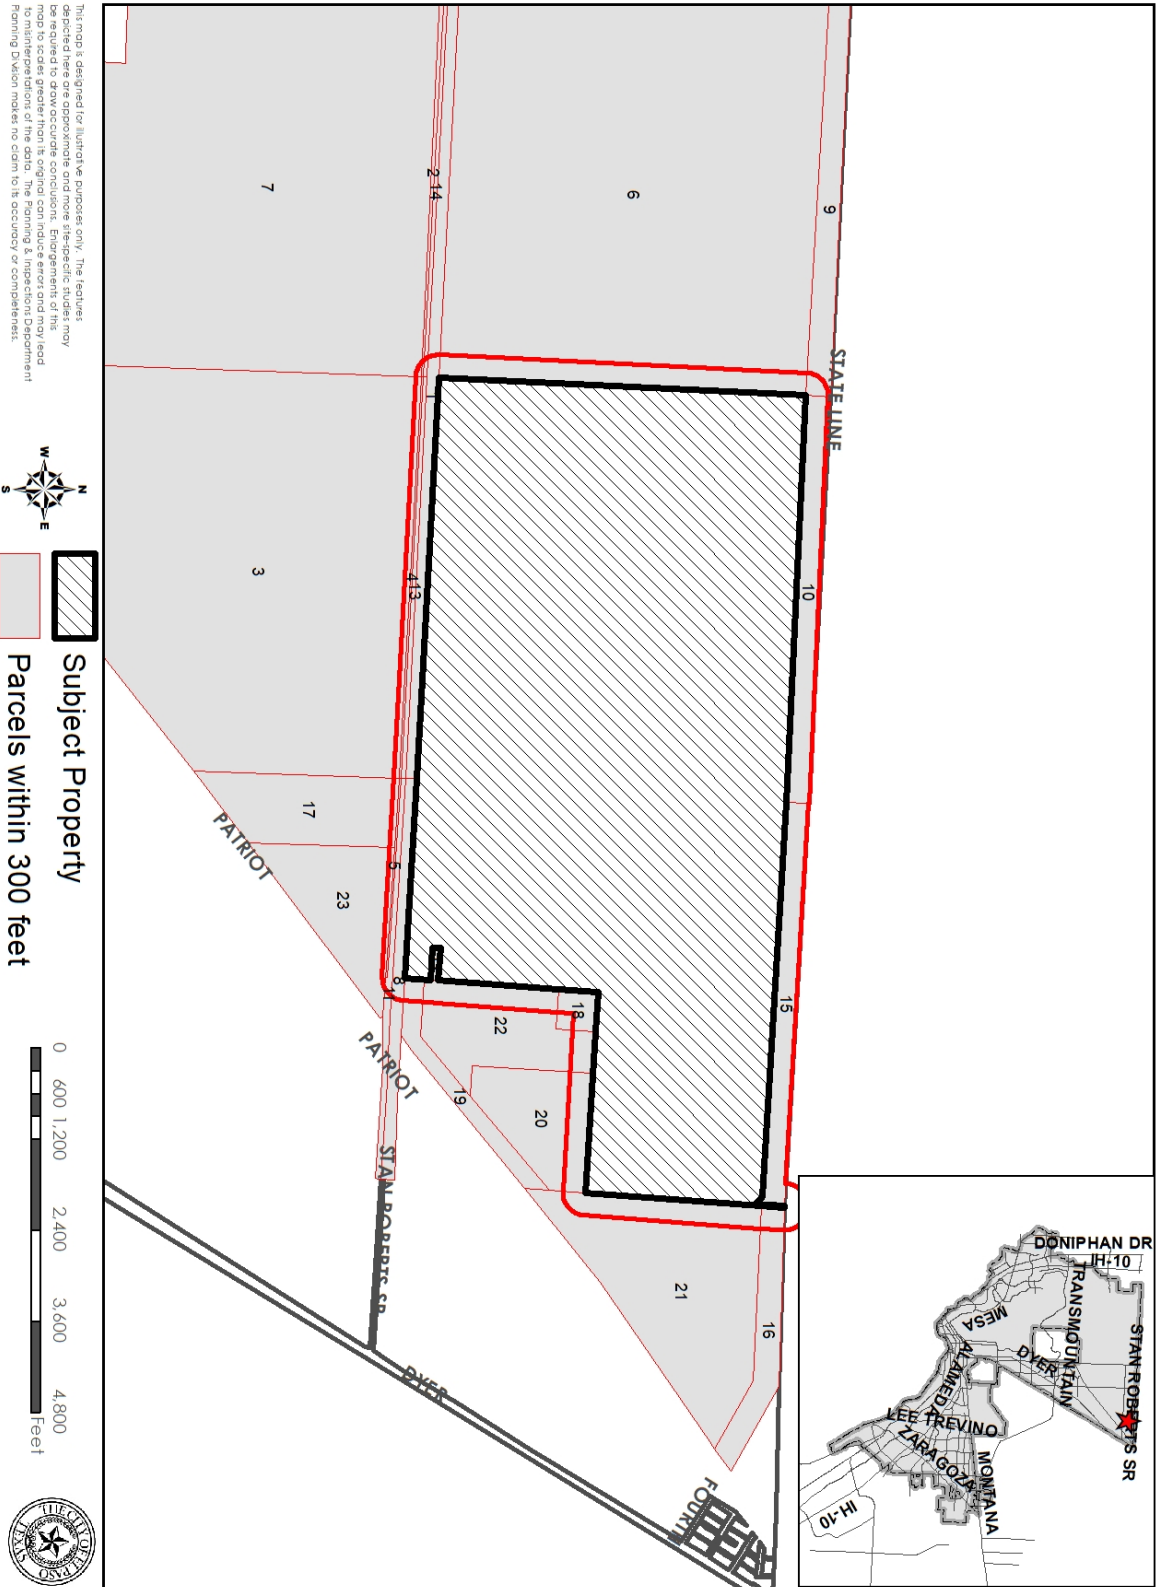 DONIPHAN DR
IH-10
TRANSMOUNTAIN
STAN ROBERTS SR
MESA
DYER
ALAMEDA
LEE TREVINO
ZARAGOZA
MONTANA
IH-10
9
STATE LINE
10
15
16
6
21
FOURTH
2 14
1
4 13
5
8
11
18
22
20
19
7
3
17
23
PATRIOT
PATRIOT
STAN ROBERTS SR
DYER
This map is designed for illustrative purposes only. The features
depicted here are approximate and more site-specific studies may
be required to draw accurate conclusions. Enlargements of this
map to scales greater than its original can induce errors and may lead
to misinterpretations of the data. The Planning & Inspections Department
Planning Division makes no claim to its accuracy or completeness.
N
W
E
S
Subject Property
Parcels within 300 feet
0 600 1,200 2,400 3,600 4,800
Feet
THE CITY OF EL PASO
TEXAS